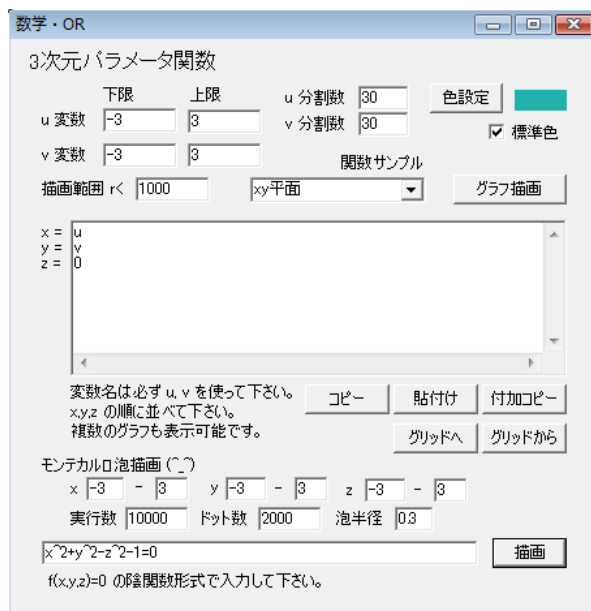 数学・OR
3次元パラメータ関数
下限 上限 u 分割数 30 色設定
u 変数 -3 3 v 分割数 30 標準色
v 変数 -3 3 関数サンプル
描画範囲 r< 1000 xy平面 グラフ描画
x = u
y = v
z = 0
変数名は必ず u, v を使って下さい。 コピー 貼付け 付加コピー
x,y,z の順に並べて下さい。
複数のグラフも表示可能です。 グリッドへ グリッドから
モンテカルロ泡描画 (^_^)
x -3 - 3 y -3 - 3 z -3 - 3
実行数 10000 ドット数 2000 泡半径 0.3
x^2+y^2-z^2-1=0 描画
f(x,y,z)=0 の陰関数形式で入力して下さい。